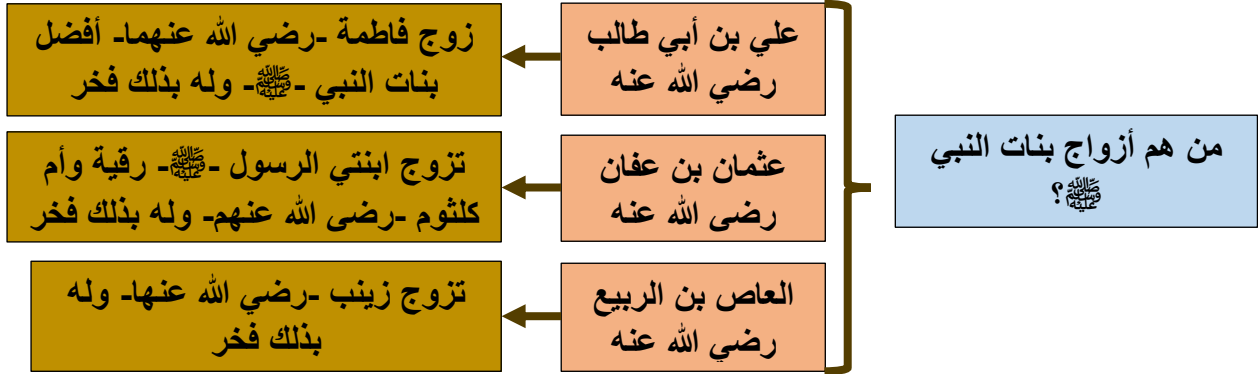 من هم أزواج بنات النبي
ﷺ؟
علي بن أبي طالب
رضي الله عنه
زوج فاطمة -رضي الله عنهما- أفضل
بنات النبي -ﷺ- وله بذلك فخر
عثمان بن عفان
رضى الله عنه
تزوج ابنتي الرسول -ﷺ- رقية وأم
كلثوم -رضى الله عنهم- وله بذلك فخر
العاص بن الربيع
رضي الله عنه
تزوج زينب -رضي الله عنها- وله
بذلك فخر